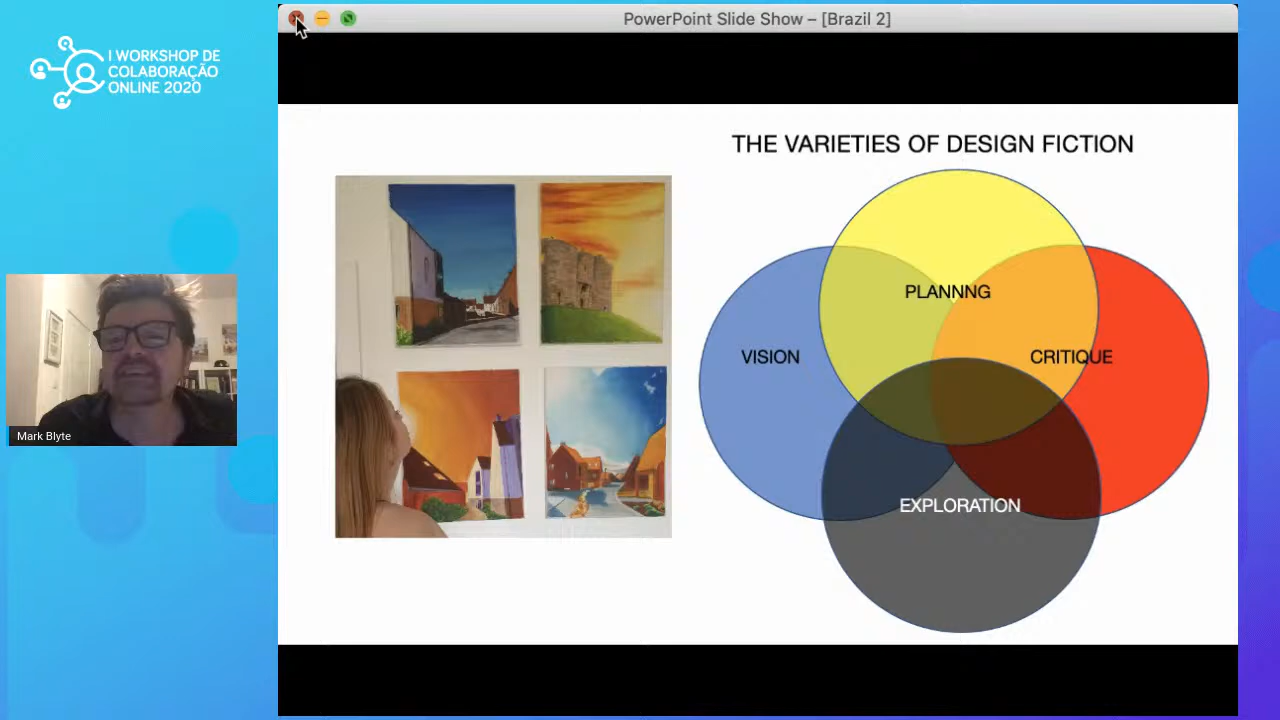 I WORKSHOP DE
COLABORAÇÃO
ONLINE 2020
PowerPoint Slide Show – [Brazil 2]
THE VARIETIES OF DESIGN FICTION
PLANNNG
VISION
CRITIQUE
EXPLORATION
Mark Blyte